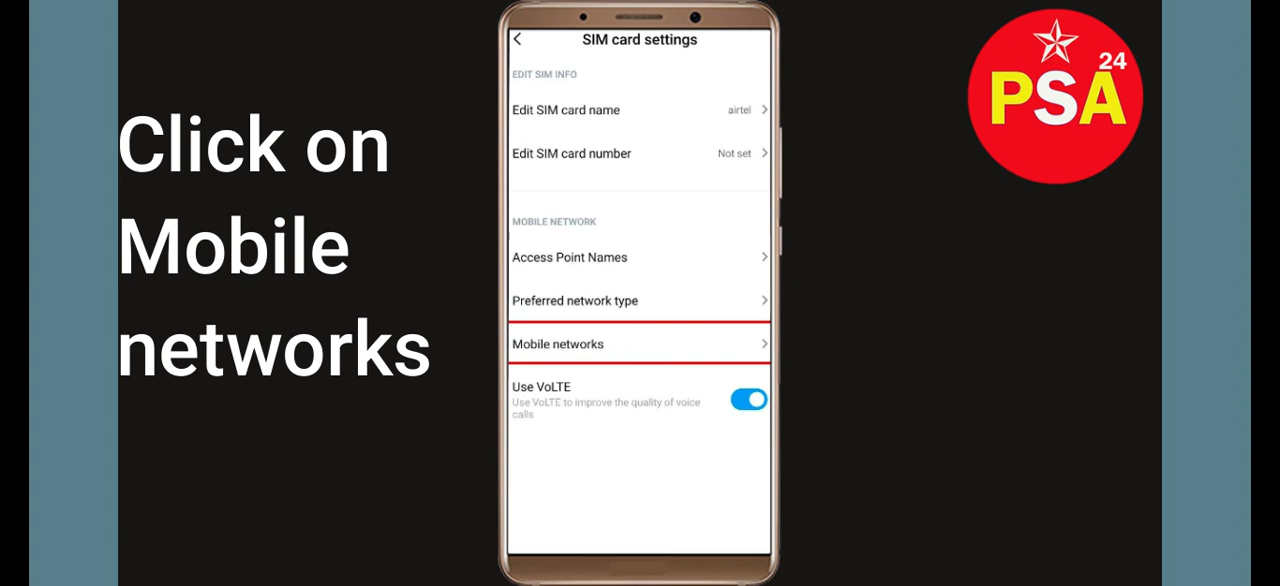 Click on
Mobile
networks
SIM card settings
EDIT SIM INFO
Edit SIM card name
airtel
Edit SIM card number
Not set
MOBILE NETWORK
Access Point Names
Preferred network type
Mobile networks
Use VoLTE
Use VoLTE to improve the quality of voice
calls
24
PSA